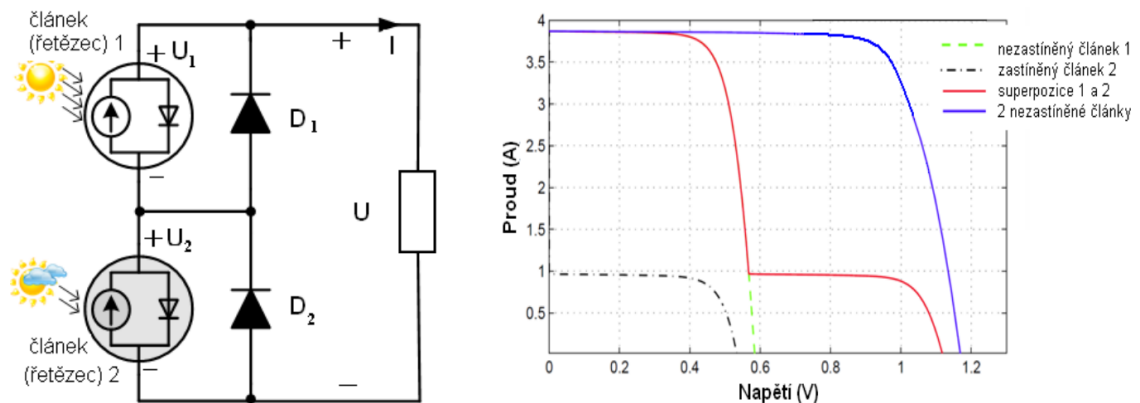 článek
(řetězec) 1
+ U₁
−
D₁
+ I
U
+ U₂
D₂
článek
(řetězec) 2
−
−
Proud (A)
4
3.5
3
2.5
2
1.5
1
0.5
0 0.2 0.4 0.6 0.8 1 1.2
Napětí (V)
nezastíněný článek 1
zastíněný článek 2
superpozice 1 a 2
2 nezastíněné články